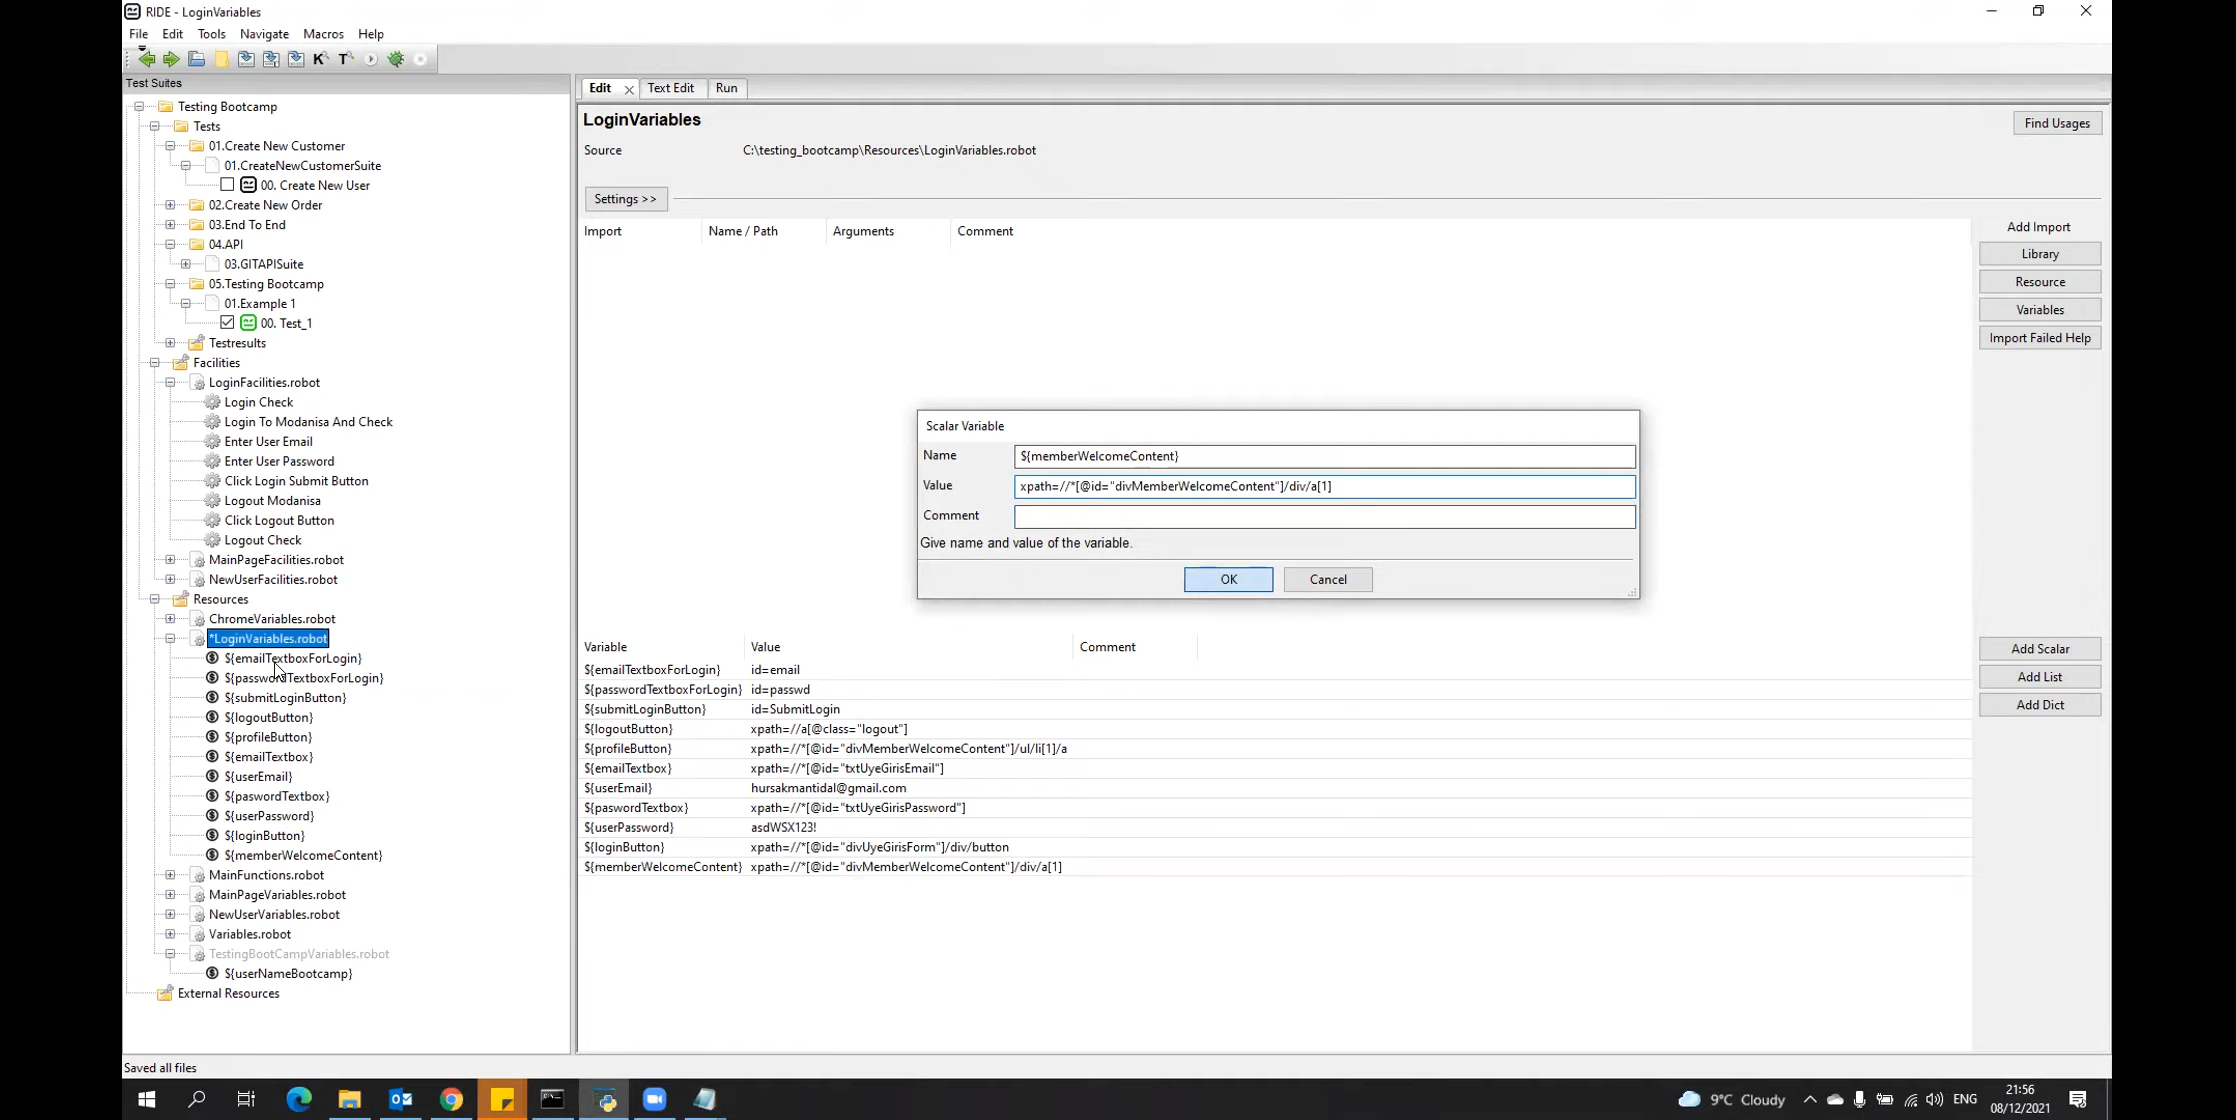 RIDE - LoginVariables
File Edit Tools Navigate Macros Help
Test Suites
Testing Bootcamp
Tests
01.Create New Customer
01.CreateNewCustomerSuite
00. Create New User
02.Create New Order
03.End To End
04.API
03.GITAPISuite
05.Testing Bootcamp
01.Example 1
00. Test_1
Testresults
Facilities
LoginFacilities.robot
Login Check
Login To Modanisa And Check
Enter User Email
Enter User Password
Click Login Submit Button
Logout Modanisa
Click Logout Button
Logout Check
MainPageFacilities.robot
NewUserFacilities.robot
Resources
ChromeVariables.robot
*LoginVariables.robot
${emailTextboxForLogin}
${passwordTextboxForLogin}
${submitLoginButton}
${logoutButton}
${profileButton}
${emailTextbox}
${userEmail}
${paswordTextbox}
${userPassword}
${loginButton}
${memberWelcomeContent}
MainFunctions.robot
MainPageVariables.robot
NewUserVariables.robot
Variables.robot
TestingBootCampVariables.robot
${userNameBootcamp}
External Resources
Saved all files
Edit Text Edit Run
LoginVariables
Find Usages
Source C:\testing_bootcamp\Resources\LoginVariables.robot
Settings >>
Import Name / Path Arguments Comment
Add Import
Library
Resource
Variables
Import Failed Help
Scalar Variable
Name ${memberWelcomeContent}
Value xpath=//*[@id="divMemberWelcomeContent"]/div/a[1]
Comment
Give name and value of the variable.
OK Cancel
Variable Value Comment
${emailTextboxForLogin} id=email
${passwordTextboxForLogin} id=passwd
${submitLoginButton} id=SubmitLogin
${logoutButton} xpath=//a[@class="logout"]
${profileButton} xpath=//*[@id="divMemberWelcomeContent"]/ul/li[1]/a
${emailTextbox} xpath=//*[@id="txtUyeGirisEmail"]
${userEmail} hursakmantidal@gmail.com
${paswordTextbox} xpath=//*[@id="txtUyeGirisPassword"]
${userPassword} asdWSX123!
${loginButton} xpath=//*[@id="divUyeGirisForm"]/div/button
${memberWelcomeContent} xpath=//*[@id="divMemberWelcomeContent"]/div/a[1]
Add Scalar
Add List
Add Dict
9°C Cloudy ENG
21:56
08/12/2021